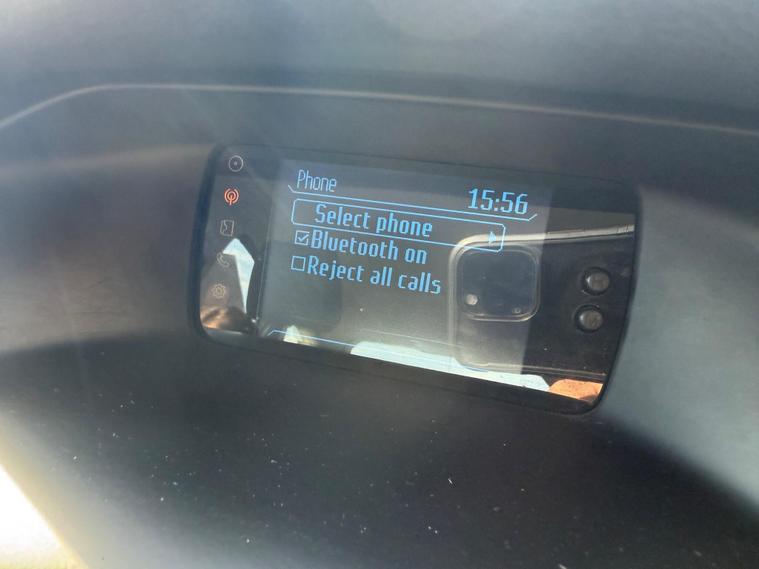 Phone
15:56
Select phone
Bluetooth on
Reject all calls